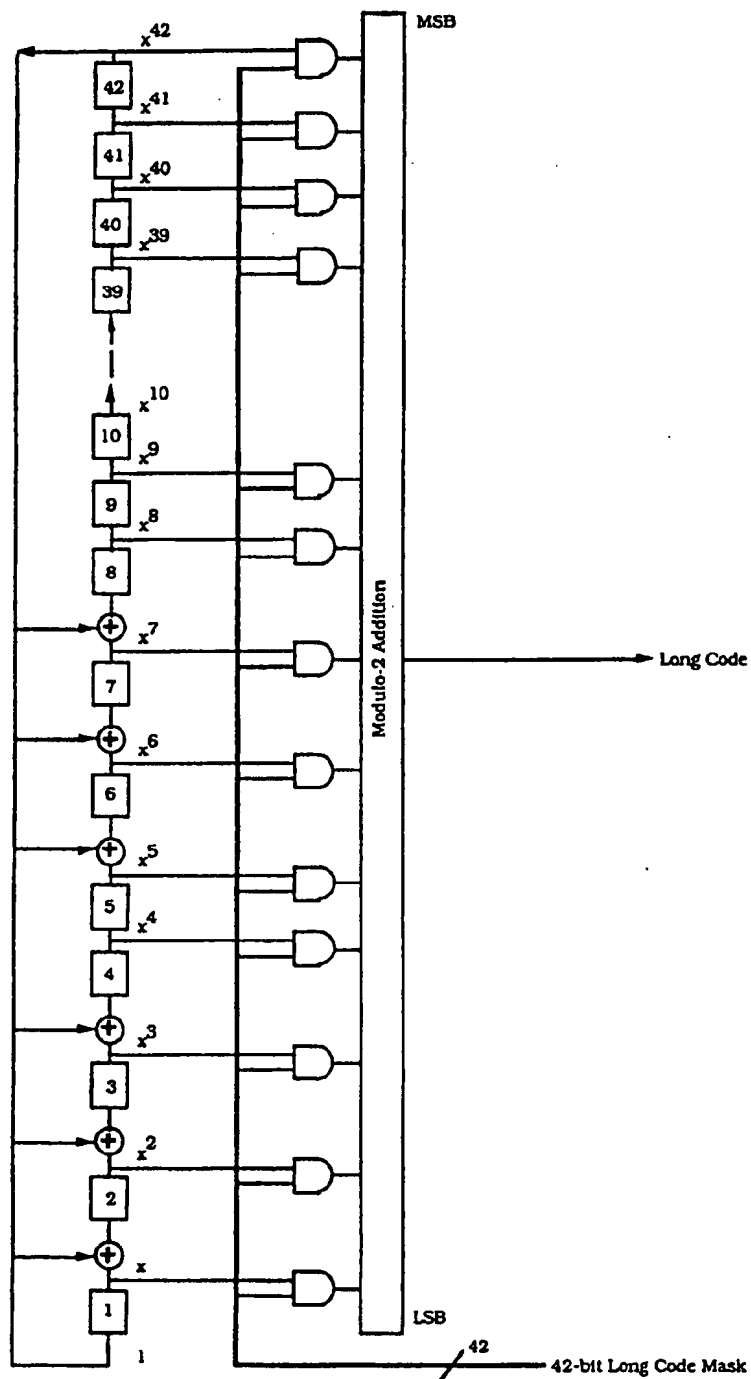 x^42
MSB
42
x^41
41
x^40
40
x^39
39
x^10
10
x^9
9
x^8
8
x^7
7
x^6
6
x^5
5
x^4
4
x^3
3
x^2
2
x
1
1
Modulo-2 Addition
Long Code
LSB
42
42-bit Long Code Mask